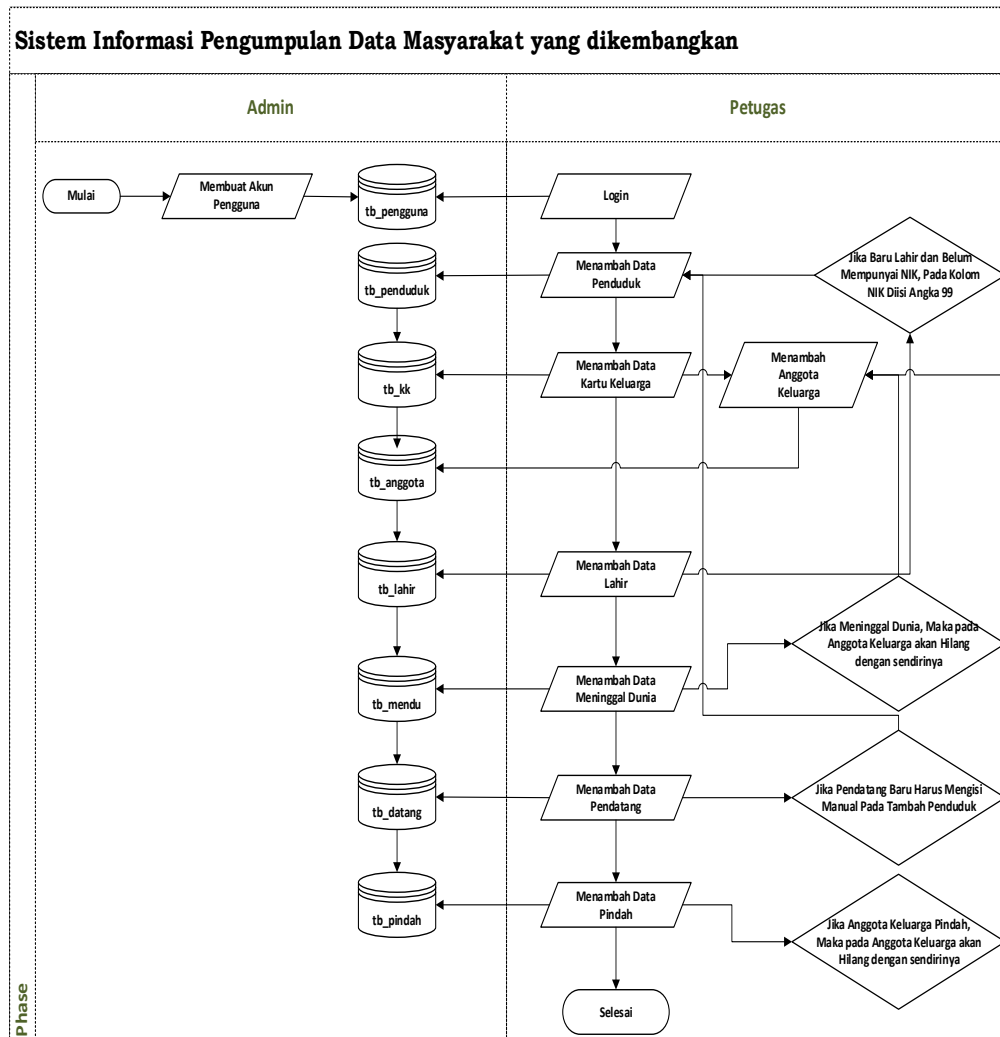 Sistem Informasi Pengumpulan Data Masyarakat yang dikembangkan
Admin
Petugas
Mulai
Membuat Akun
Pengguna
tb_pengguna
Login
tb_penduduk
Menambah Data
Penduduk
Jika Baru Lahir dan Belum
Mempunyai NIK, Pada Kolom
NIK Diisi Angka 99
tb_kk
Menambah Data
Kartu Keluarga
Menambah
Anggota
Keluarga
tb_anggota
tb_lahir
Menambah Data
Lahir
Jika Meninggal Dunia, Maka pada
Anggota Keluarga akan Hilang
dengan sendirinya
tb_mendu
Menambah Data
Meninggal Dunia
tb_datang
Menambah Data
Pendatang
Jika Pendatang Baru Harus Mengisi
Manual Pada Tambah Penduduk
tb_pindah
Menambah Data
Pindah
Jika Anggota Keluarga Pindah,
Maka pada Anggota Keluarga akan
Hilang dengan sendirinya
Selesai
Phase